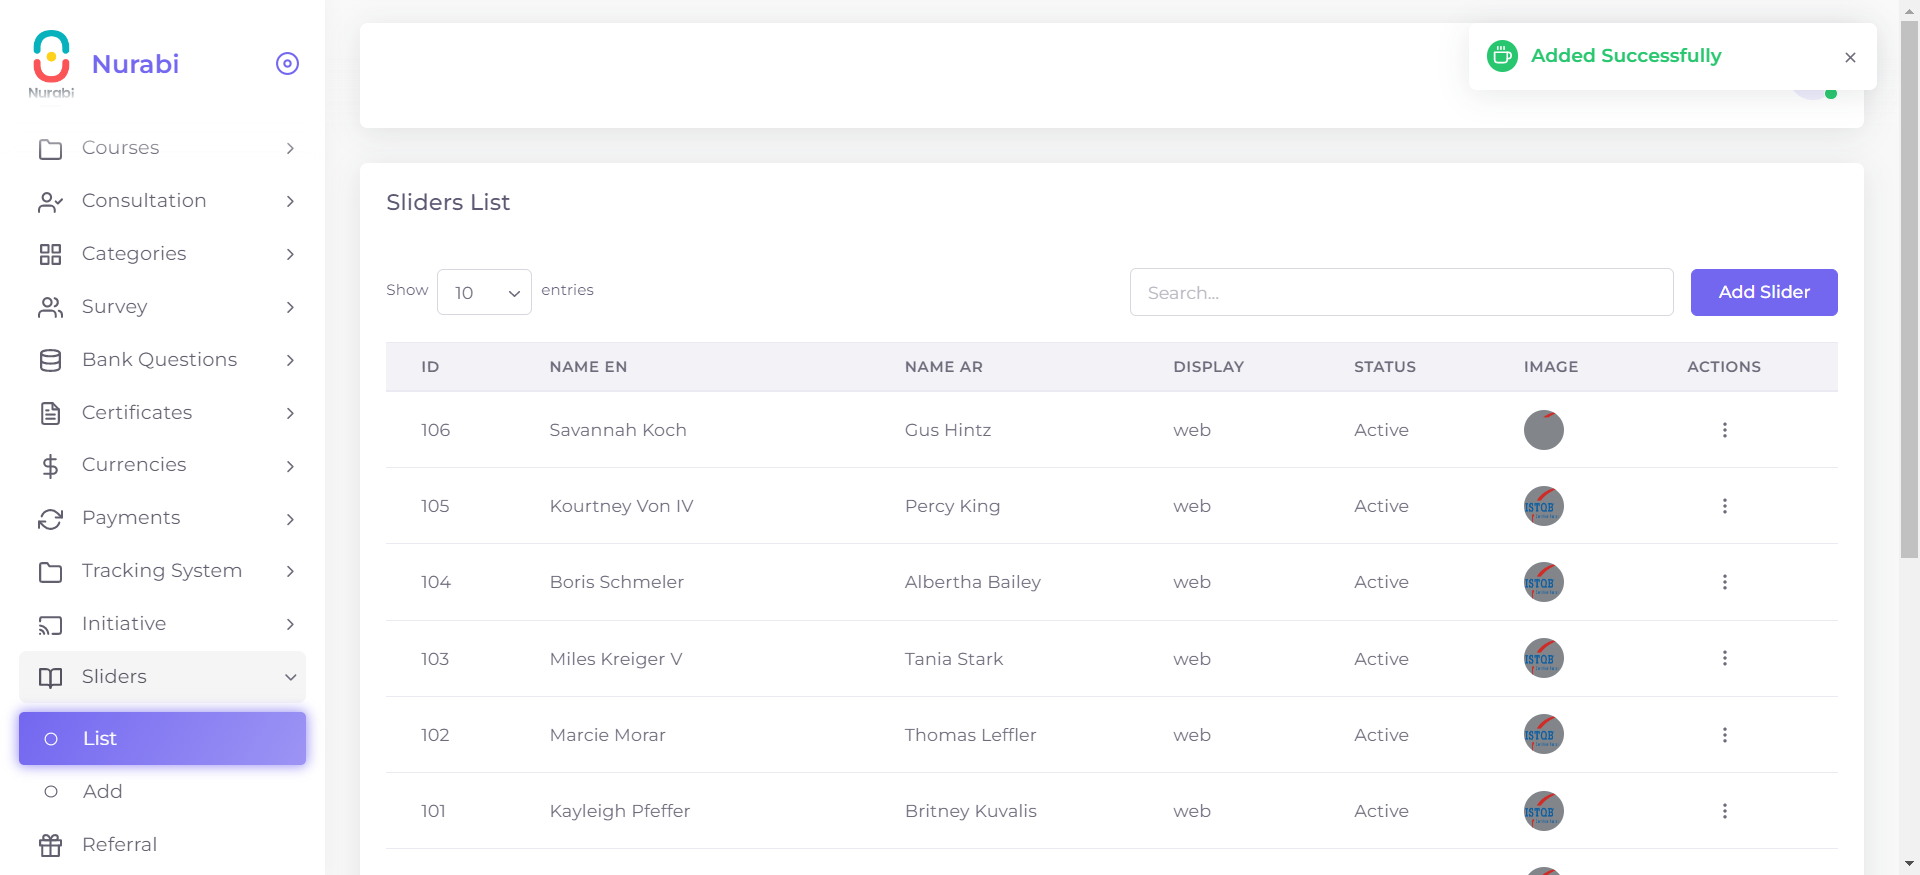 Nurabi
Nurabi
Courses
Consultation
Categories
Survey
Bank Questions
Certificates
Currencies
Payments
Tracking System
Initiative
Sliders
List
Add
Referral
Added Successfully
Sliders List
Show 10 entries
Search...
Add Slider
ID NAME EN NAME AR DISPLAY STATUS IMAGE ACTIONS
106 Savannah Koch Gus Hintz web Active
105 Kourtney Von IV Percy King web Active ISTQB
104 Boris Schmeler Albertha Bailey web Active ISTQB
103 Miles Kreiger V Tania Stark web Active ISTQB
102 Marcie Morar Thomas Leffler web Active ISTQB
101 Kayleigh Pfeffer Britney Kuvalis web Active ISTQB